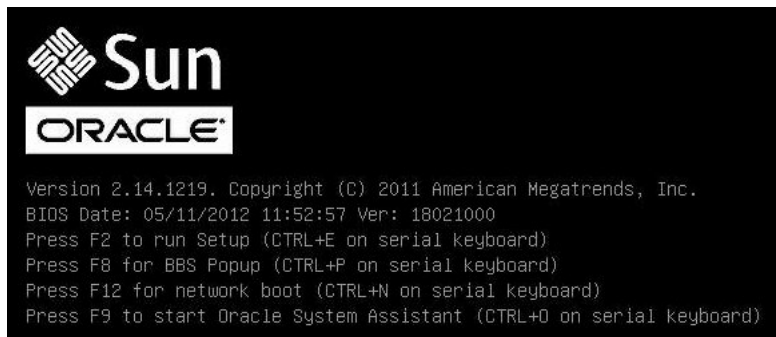 Sun
ORACLE
Version 2.14.1219. Copyright (C) 2011 American Megatrends, Inc.
BIOS Date: 05/11/2012 11:52:57 Ver: 18021000
Press F2 to run Setup (CTRL+E on serial keyboard)
Press F8 for BBS Popup (CTRL+P on serial keyboard)
Press F12 for network boot (CTRL+N on serial keyboard)
Press F9 to start Oracle System Assistant (CTRL+O on serial keyboard)